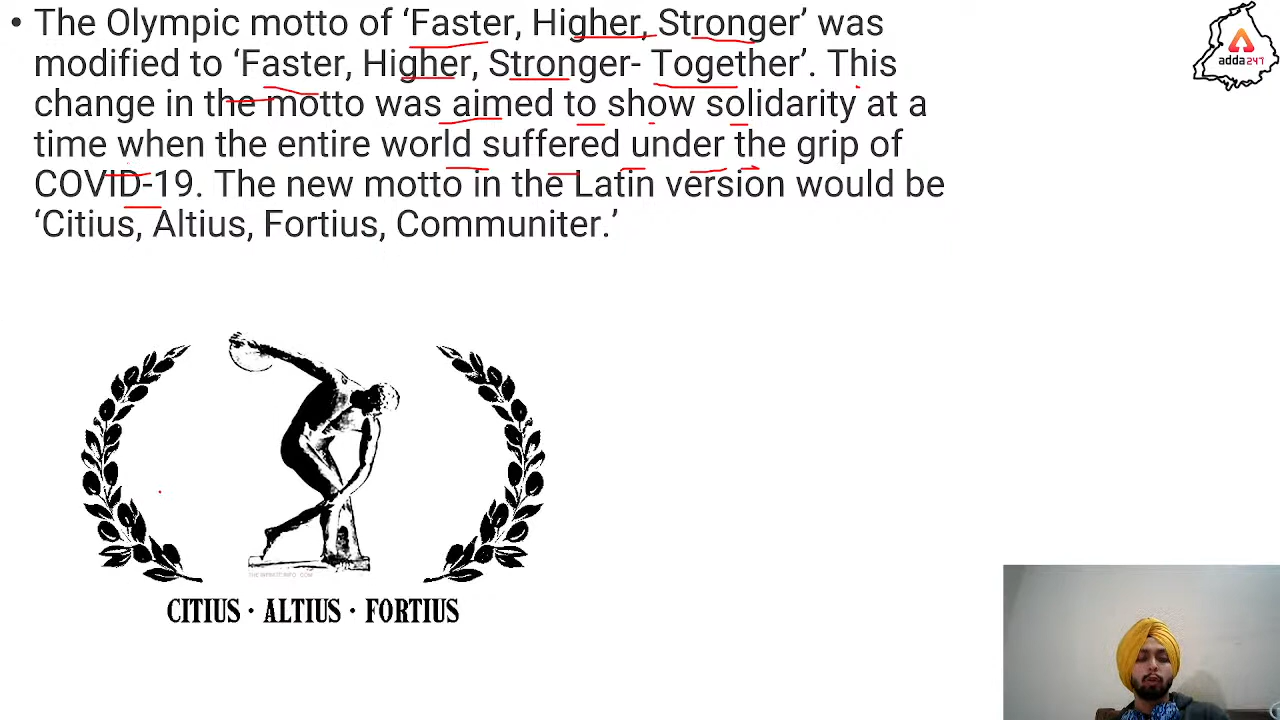 • The Olympic motto of ‘Faster, Higher, Stronger’ was
modified to ‘Faster, Higher, Stronger- Together’. This
change in the motto was aimed to show solidarity at a
time when the entire world suffered under the grip of
COVID-19. The new motto in the Latin version would be
‘Citius, Altius, Fortius, Communiter.’
adda247
CITIUS · ALTIUS · FORTIUS